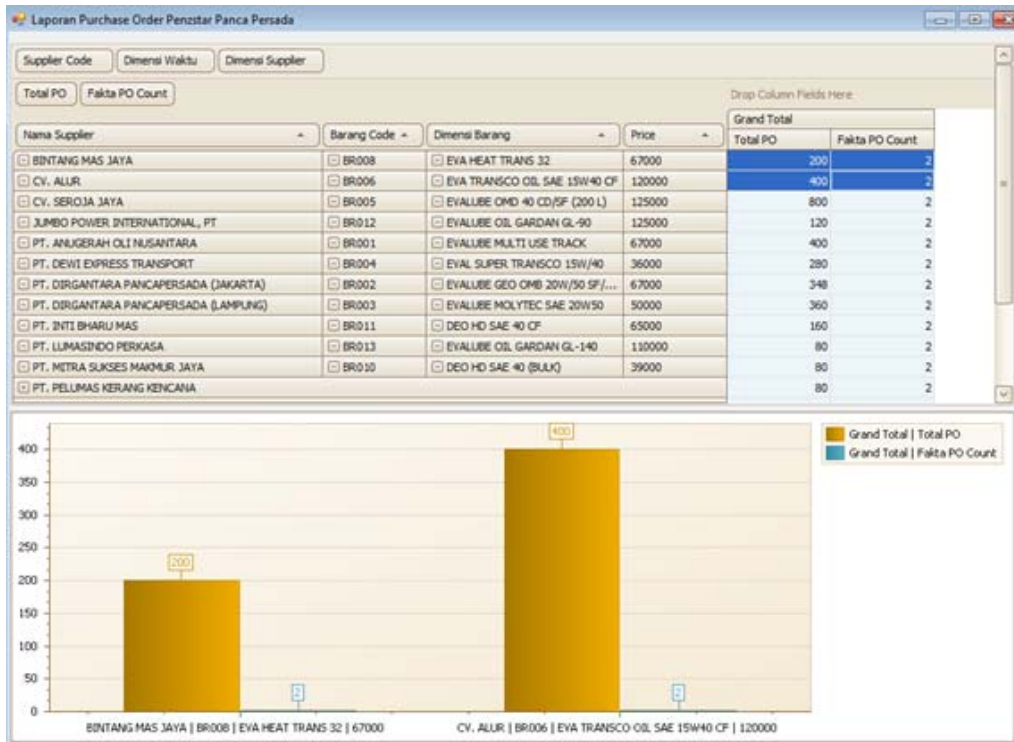 Laporan Purchase Order Penzstar Panca Persada
Supplier Code Dimensi Waktu Dimensi Supplier
Total PO Fakta PO Count Drop Column Fields Here
Grand Total
Nama Supplier Barang Code Dimensi Barang Price Total PO Fakta PO Count
BINTANG MAS JAYA BR008 EVA HEAT TRANS 32 67000 200 2
CV. ALUR BR006 EVA TRANSCO OIL SAE 15W40 CF 120000 400 2
CV. SEROJA JAYA BR005 EVALUBE OMD 40 CD/SF (200 L) 125000 800 2
JUMBO POWER INTERNATIONAL, PT BR012 EVALUBE OIL GARDAN GL-90 125000 120 2
PT. ANUGERAH OLI NUSANTARA BR001 EVALUBE MULTI USE TRACK 67000 400 2
PT. DEWI EXPRESS TRANSPORT BR004 EVAL SUPER TRANSCO 15W/40 36000 280 2
PT. DIRGANTARA PANCAPERSADA (JAKARTA) BR002 EVALUBE GEO OMB 20W/50 SF/... 67000 348 2
PT. DIRGANTARA PANCAPERSADA (LAMPUNG) BR003 EVALUBE MOLYTEC SAE 20W50 50000 360 2
PT. INTI BHARU MAS BR011 DEO HD SAE 40 CF 65000 160 2
PT. LUMASINDO PERKASA BR013 EVALUBE OIL GARDAN GL-140 110000 80 2
PT. MITRA SUKSES MAKMUR JAYA BR010 DEO HD SAE 40 (BULK) 39000 80 2
PT. PELUMAS KERANG KENCANA 80 2
Grand Total | Total PO
Grand Total | Fakta PO Count
400
350
300
250
200
150
100
50
0
200
2
400
2
BINTANG MAS JAYA | BR008 | EVA HEAT TRANS 32 | 67000
CV. ALUR | BR006 | EVA TRANSCO OIL SAE 15W40 CF | 120000